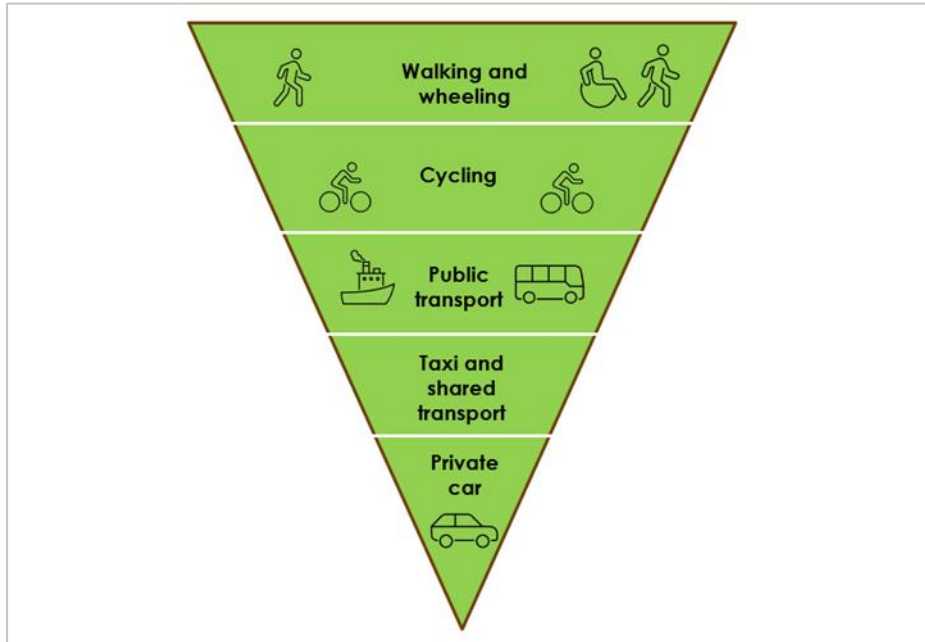 Walking and
wheeling
Cycling
Public
transport
Taxi and
shared
transport
Private
car